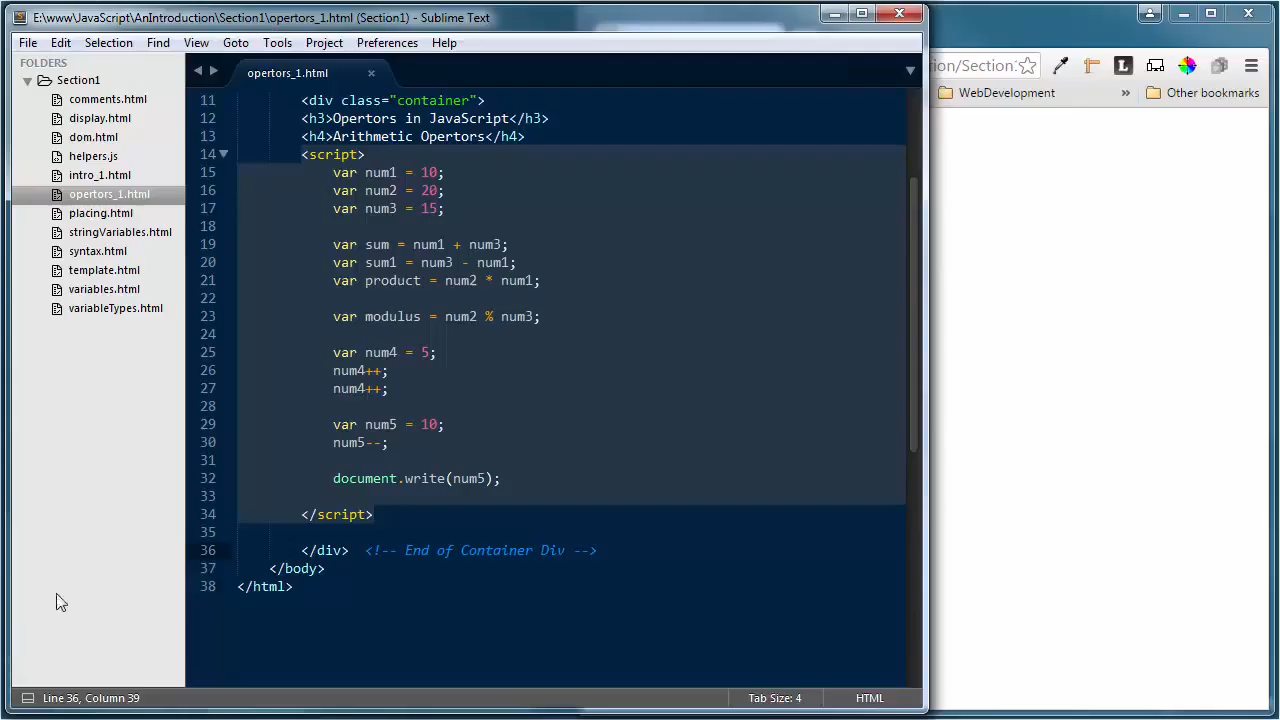 E:\www\JavaScript\AnIntroduction\Section1\opertors_1.html (Section1) - Sublime Text
File Edit Selection Find View Goto Tools Project Preferences Help
FOLDERS
Section1
comments.html
display.html
dom.html
helpers.js
intro_1.html
opertors_1.html
placing.html
stringVariables.html
syntax.html
template.html
variables.html
variableTypes.html
opertors_1.html
11 <div class="container">
12 <h3>Opertors in JavaScript</h3>
13 <h4>Arithmetic Opertors</h4>
14 <script>
15 var num1 = 10;
16 var num2 = 20;
17 var num3 = 15;
18
19 var sum = num1 + num3;
20 var sum1 = num3 - num1;
21 var product = num2 * num1;
22
23 var modulus = num2 % num3;
24
25 var num4 = 5;
26 num4++;
27 num4++;
28
29 var num5 = 10;
30 num5--;
31
32 document.write(num5);
33
34 </script>
35
36 </div> <!-- End of Container Div -->
37 </body>
38 </html>
Line 36, Column 39
Tab Size: 4
HTML
ion/Section1
L
WebDevelopment
» Other bookmarks